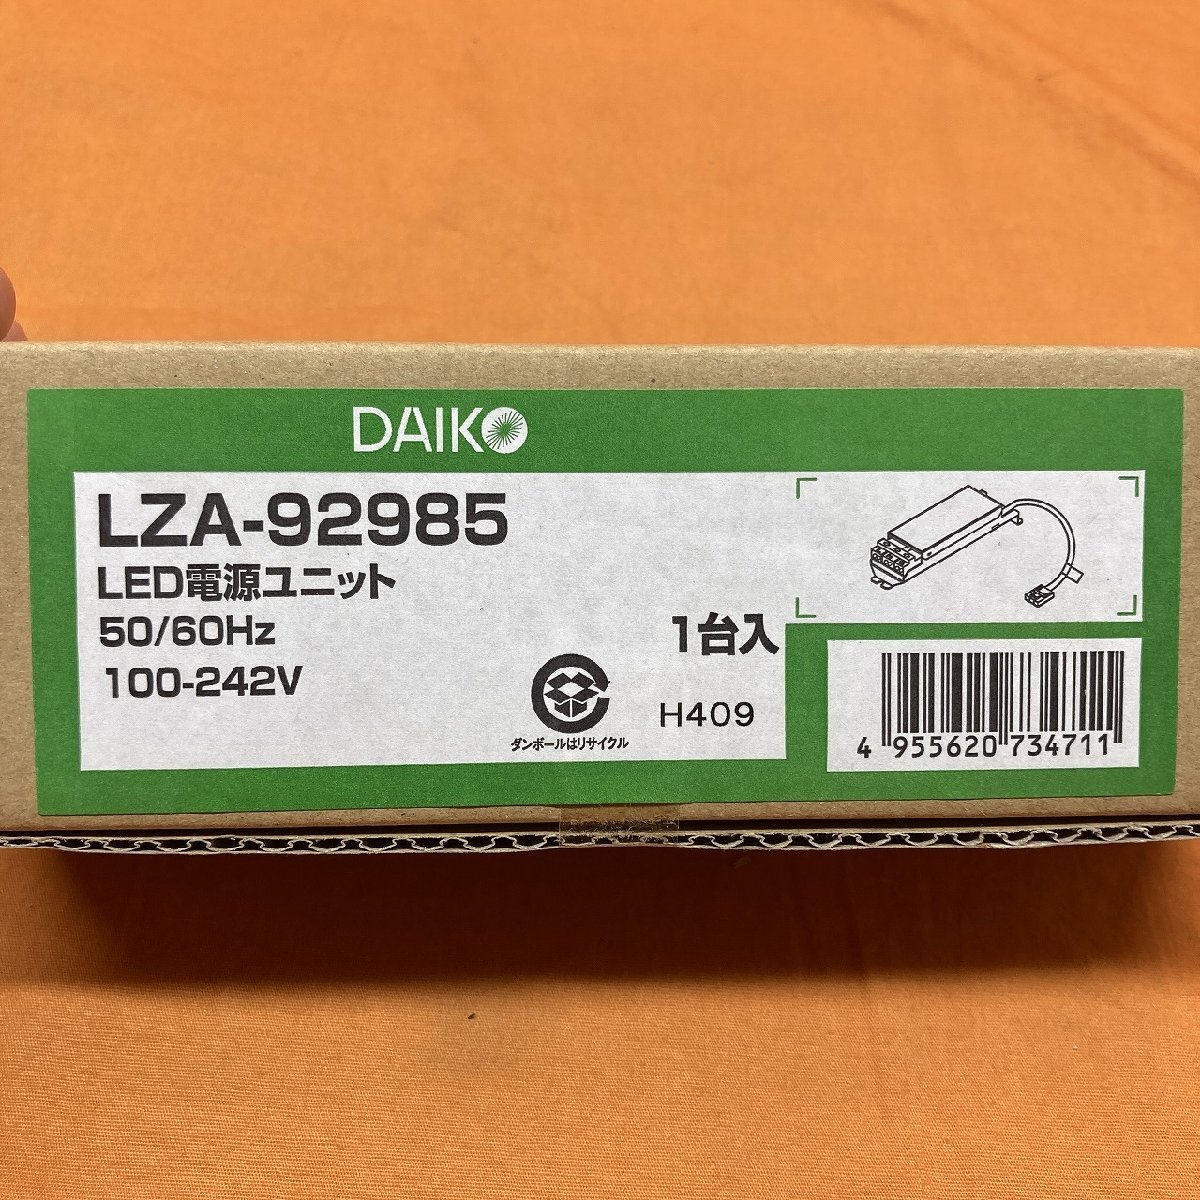 DAIKO
LZA-92985
LED電源ユニット
50/60Hz
100-242V
1台入
ダンボールはリサイクル
H409
4 955620 734711